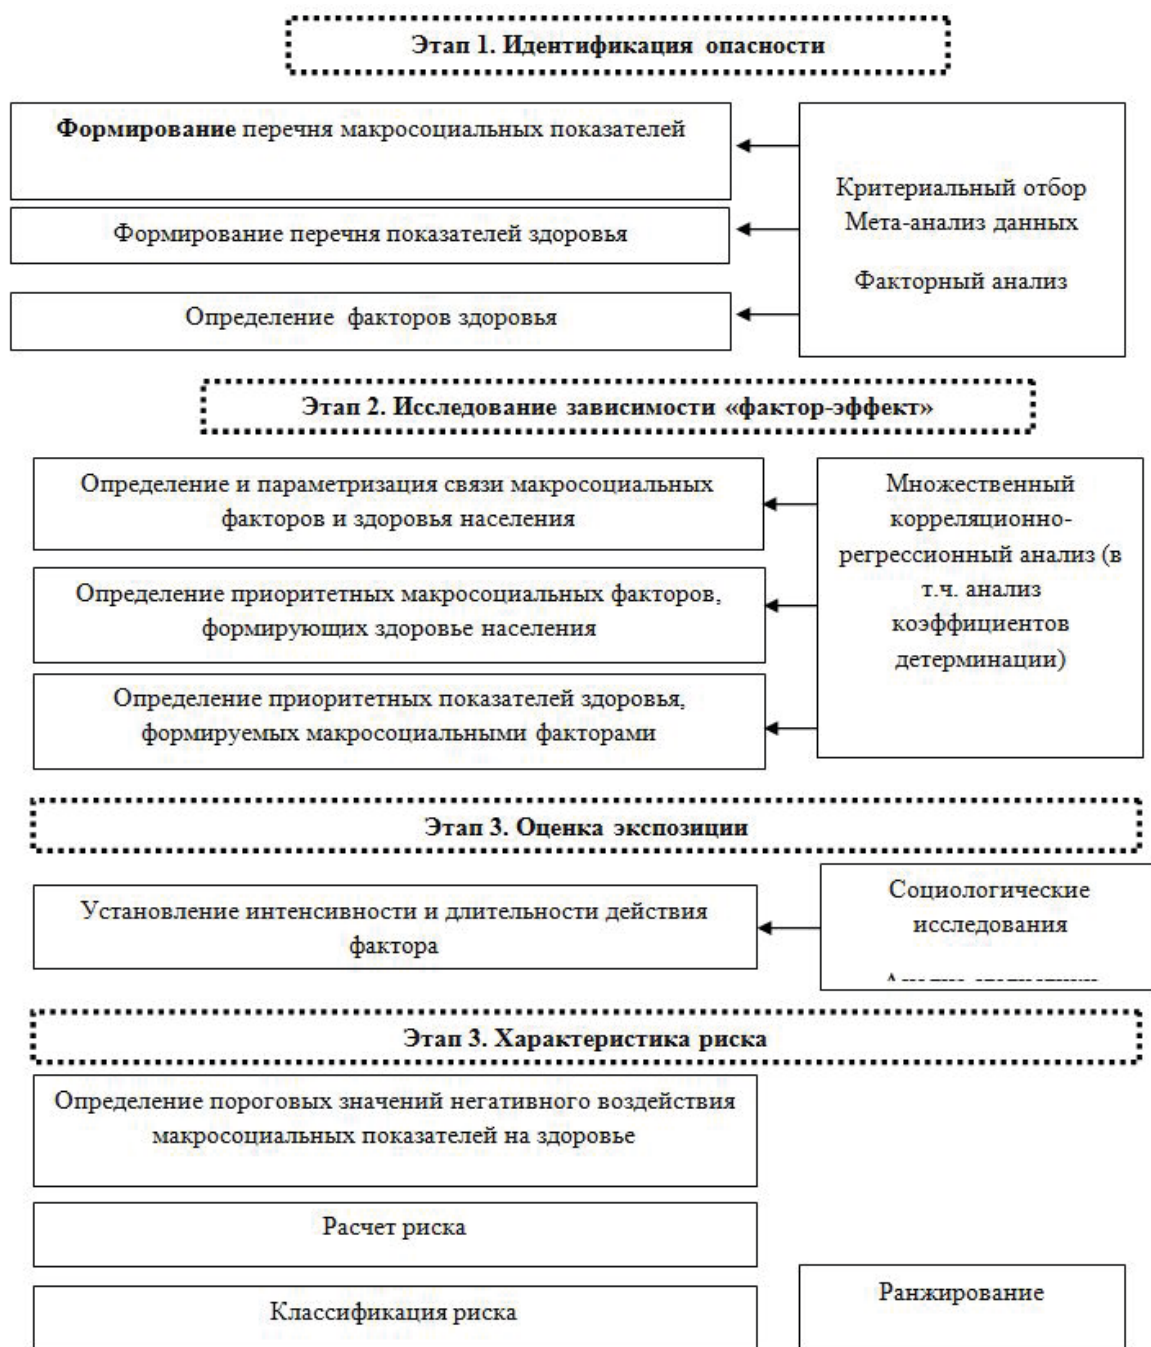 Этап 1. Идентификация опасности
Формирование перечня макросоциальных показателей
Формирование перечня показателей здоровья
Определение факторов здоровья
Критериальный отбор
Мета-анализ данных
Факторный анализ
Этап 2. Исследование зависимости «фактор-эффект»
Определение и параметризация связи макросоциальных
факторов и здоровья населения
Определение приоритетных макросоциальных факторов,
формирующих здоровье населения
Определение приоритетных показателей здоровья,
формируемых макросоциальными факторами
Множественный
корреляционно-
регрессионный анализ (в
т.ч. анализ
коэффициентов
детерминации)
Этап 3. Оценка экспозиции
Установление интенсивности и длительности действия
фактора
Социологические
исследования
Этап 3. Характеристика риска
Определение пороговых значений негативного воздействия
макросоциальных показателей на здоровье
Расчет риска
Классификация риска
Ранжирование